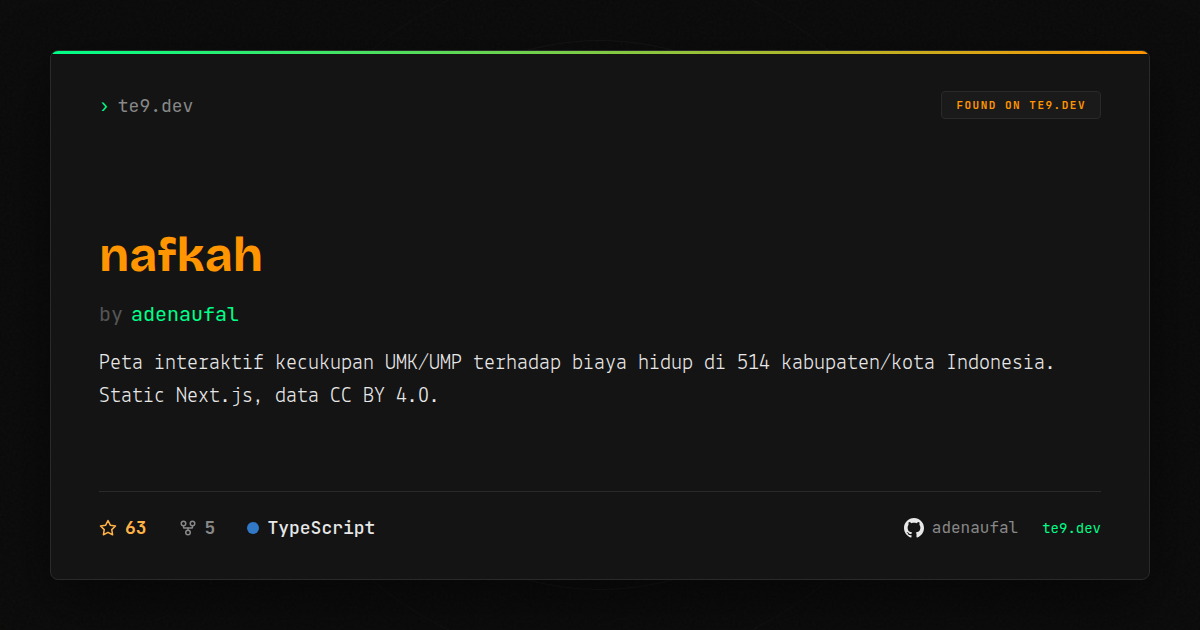 › te9.dev
FOUND ON TE9.DEV
nafkah
by adenaufal
Peta interaktif kecukupan UMK/UMP terhadap biaya hidup di 514 kabupaten/kota Indonesia.
Static Next.js, data CC BY 4.0.
63 5 TypeScript adenaufal te9.dev